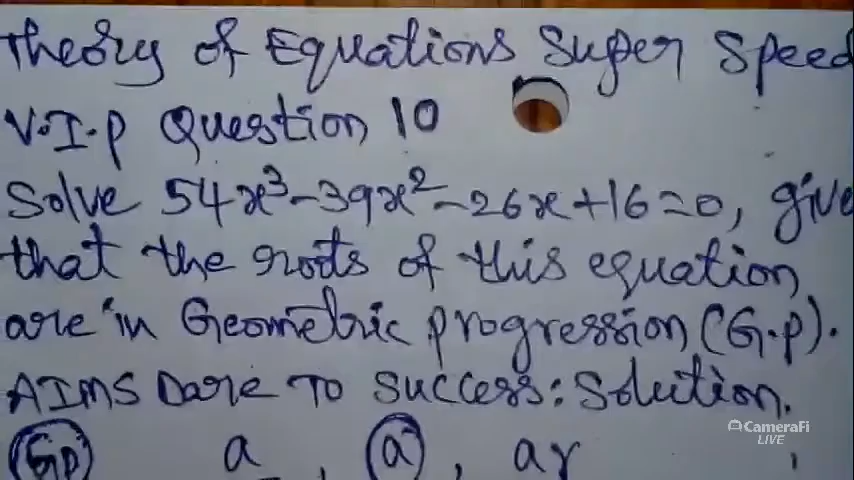 Theory of Equations Super Speed
V.I.P Question 10
Solve 54x³-39x²-26x+16=0, give
that the roots of this equation
are in Geometric progression (G.P).
AIMS Dare To Success: Solution.
CameraFi
LIVE
GP a , a , ar